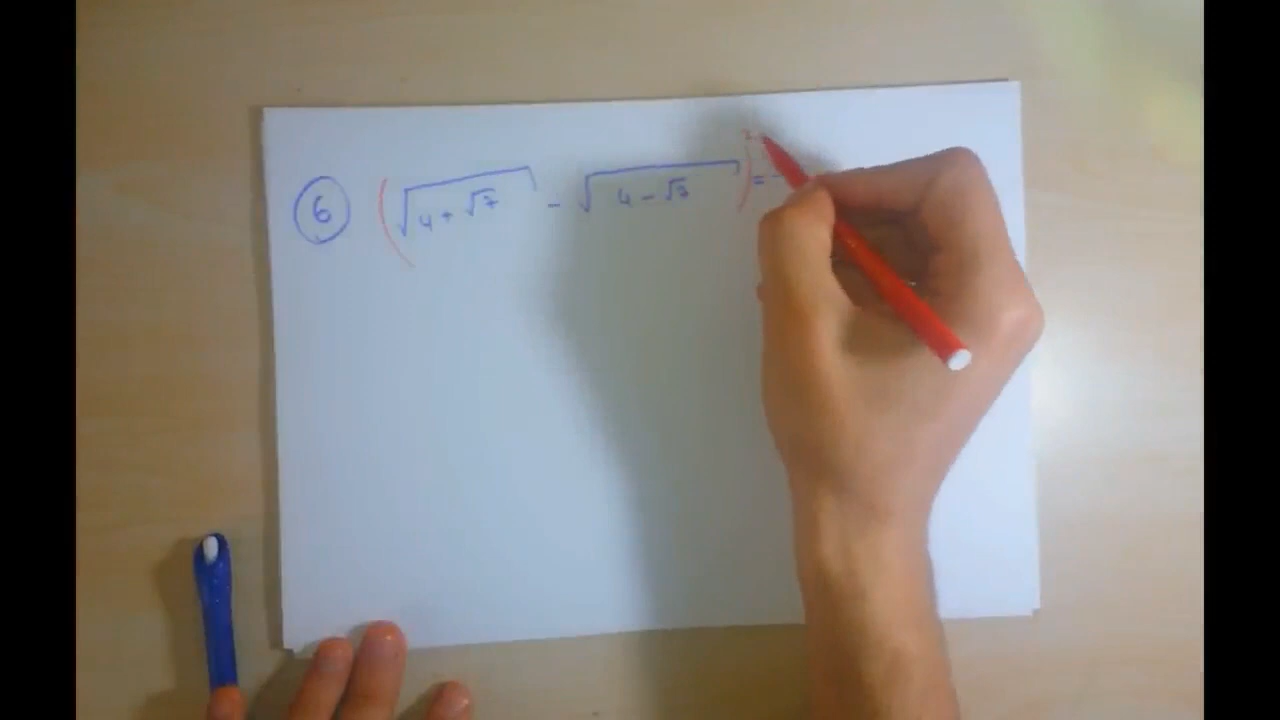 6 (√(4 + √7) - √(4 - √7))² =